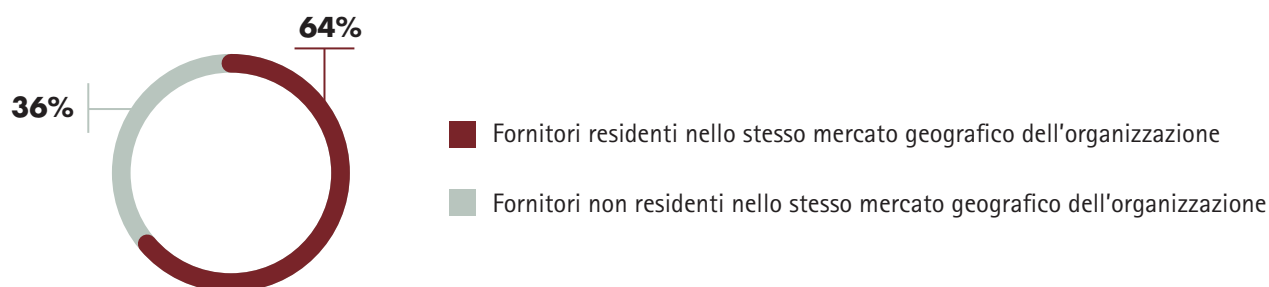 64%
36%
Fornitori residenti nello stesso mercato geografico dell'organizzazione
Fornitori non residenti nello stesso mercato geografico dell'organizzazione